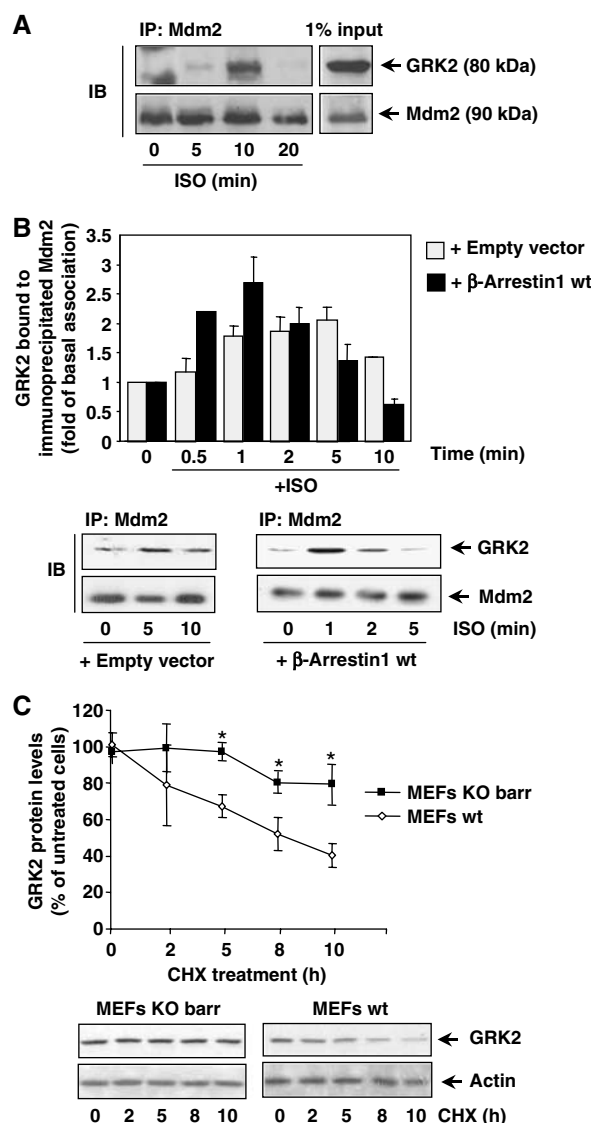 A
IP: Mdm2 1% input
IB
GRK2 (80 kDa)
Mdm2 (90 kDa)
0 5 10 20
ISO (min)
B
GRK2 bound to
immunoprecipitated Mdm2
(fold of basal association)
3.5
3
2.5
2
1.5
1
0.5
0
+ Empty vector
+ β-Arrestin1 wt
0 0.5 1 2 5 10 Time (min)
+ISO
IP: Mdm2 IP: Mdm2
IB
GRK2
Mdm2
0 5 10 0 1 2 5 ISO (min)
+ Empty vector + β-Arrestin1 wt
C
GRK2 protein levels
(% of untreated cells)
120
100
80
60
40
20
0
* * *
MEFs KO barr
MEFs wt
0 2 5 8 10
CHX treatment (h)
MEFs KO barr MEFs wt
GRK2
Actin
0 2 5 8 10 0 2 5 8 10 CHX (h)